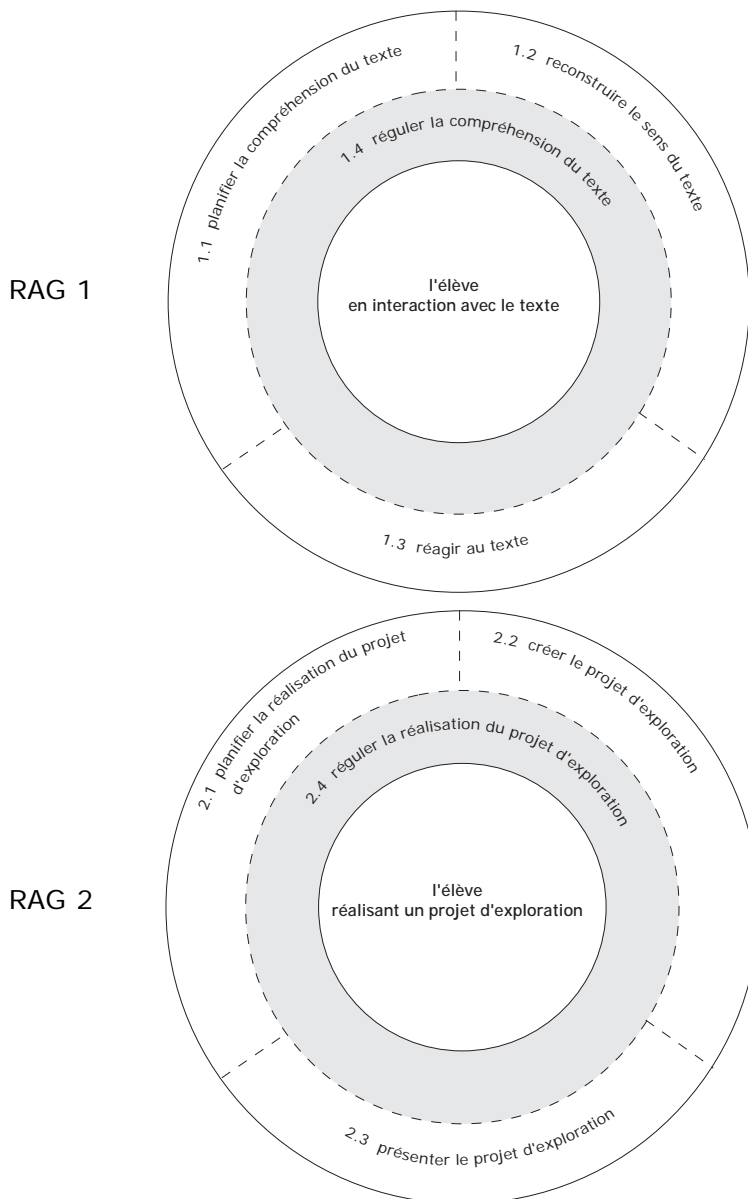 RAG 1
1.1 planifier la compréhension du texte
1.2 reconstruire le sens du texte
1.4 réguler la compréhension du texte
l'élève
en interaction avec le texte
1.3 réagir au texte
RAG 2
2.1 planifier la réalisation du projet
d'exploration
2.2 créer le projet d'exploration
2.4 réguler la réalisation du projet d'exploration
l'élève
réalisant un projet d'exploration
2.3 présenter le projet d'exploration